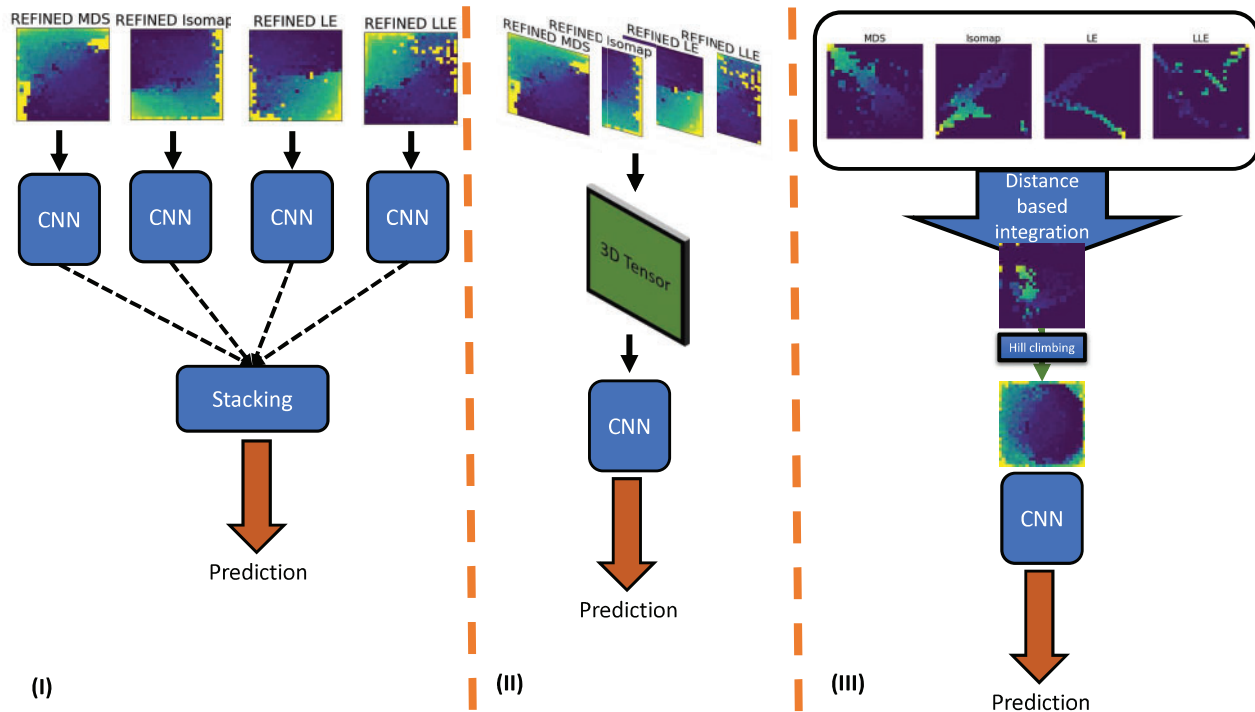 REFINED MDS
REFINED Isomap
REFINED LE
REFINED LLE
CNN
CNN
CNN
CNN
Stacking
Prediction
(I)
REFINED MDS
REFINED Isomap
REFINED LE
REFINED LLE
3D Tensor
CNN
Prediction
(II)
MDS
Isomap
LE
LLE
Distance
based
integration
Hill climbing
CNN
Prediction
(III)